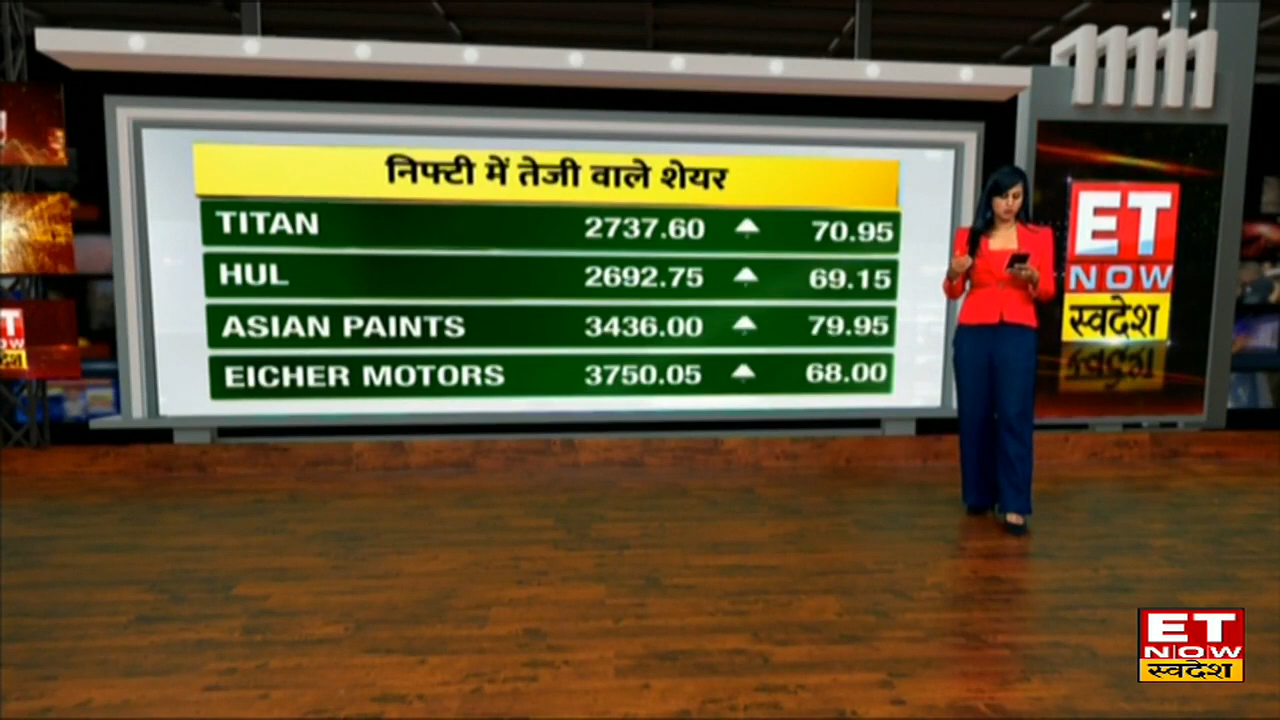 निफ्टी में तेजी वाले शेयर
TITAN 2737.60 70.95
HUL 2692.75 69.15
ASIAN PAINTS 3436.00 79.95
EICHER MOTORS 3750.05 68.00
ET
NOW
स्वदेश
ET
NOW
स्वदेश